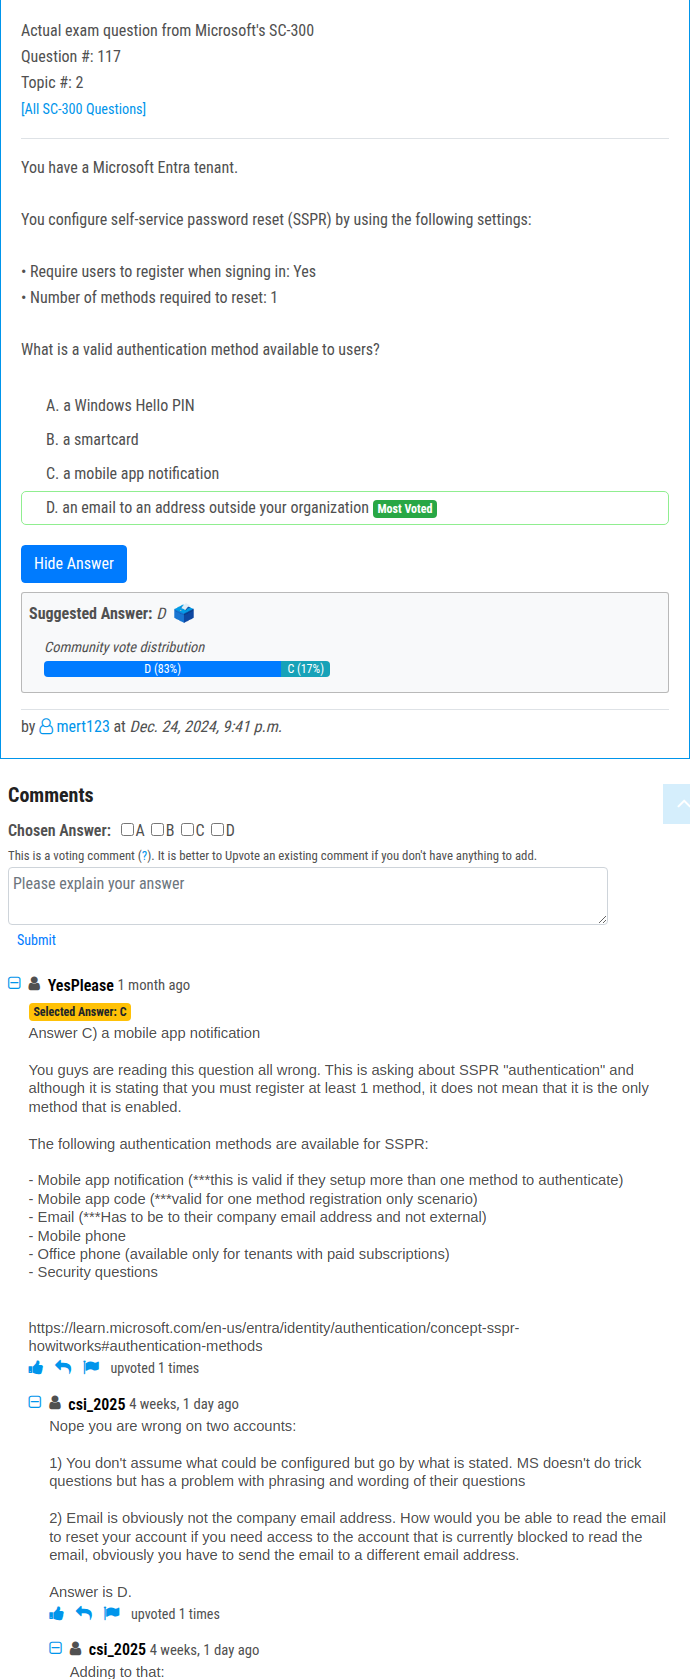 Actual exam question from Microsoft's SC-300
Question #: 117
Topic #: 2
[All SC-300 Questions]
You have a Microsoft Entra tenant.
You configure self-service password reset (SSPR) by using the following settings:
• Require users to register when signing in: Yes
• Number of methods required to reset: 1
What is a valid authentication method available to users?
A. a Windows Hello PIN
B. a smartcard
C. a mobile app notification
D. an email to an address outside your organization Most Voted
Hide Answer
Suggested Answer: D
Community vote distribution
D (83%) C (17%)
by mert123 at Dec. 24, 2024, 9:41 p.m.
Comments
Chosen Answer: A B C D
This is a voting comment (?). It is better to Upvote an existing comment if you don't have anything to add.
Please explain your answer
Submit
YesPlease 1 month ago
Selected Answer: C
Answer C) a mobile app notification
You guys are reading this question all wrong. This is asking about SSPR "authentication" and
although it is stating that you must register at least 1 method, it does not mean that it is the only
method that is enabled.
The following authentication methods are available for SSPR:
- Mobile app notification (***this is valid if they setup more than one method to authenticate)
- Mobile app code (***valid for one method registration only scenario)
- Email (***Has to be to their company email address and not external)
- Mobile phone
- Office phone (available only for tenants with paid subscriptions)
- Security questions
https://learn.microsoft.com/en-us/entra/identity/authentication/concept-sspr-
howitworks#authentication-methods
upvoted 1 times
csi_2025 4 weeks, 1 day ago
Nope you are wrong on two accounts:
1) You don't assume what could be configured but go by what is stated. MS doesn't do trick
questions but has a problem with phrasing and wording of their questions
2) Email is obviously not the company email address. How would you be able to read the email
to reset your account if you need access to the account that is currently blocked to read the
email, obviously you have to send the email to a different email address.
Answer is D.
upvoted 1 times
csi_2025 4 weeks, 1 day ago
Adding to that: